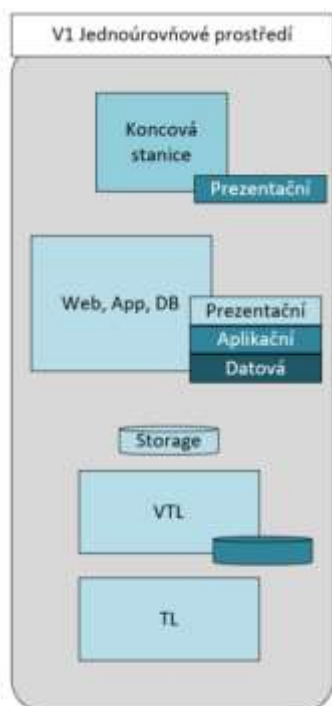 V1 Jednoúrovňové prostředí
Koncová
stanice
Prezentační
Web, App, DB
Prezentační
Aplikační
Datová
Storage
VTL
TL